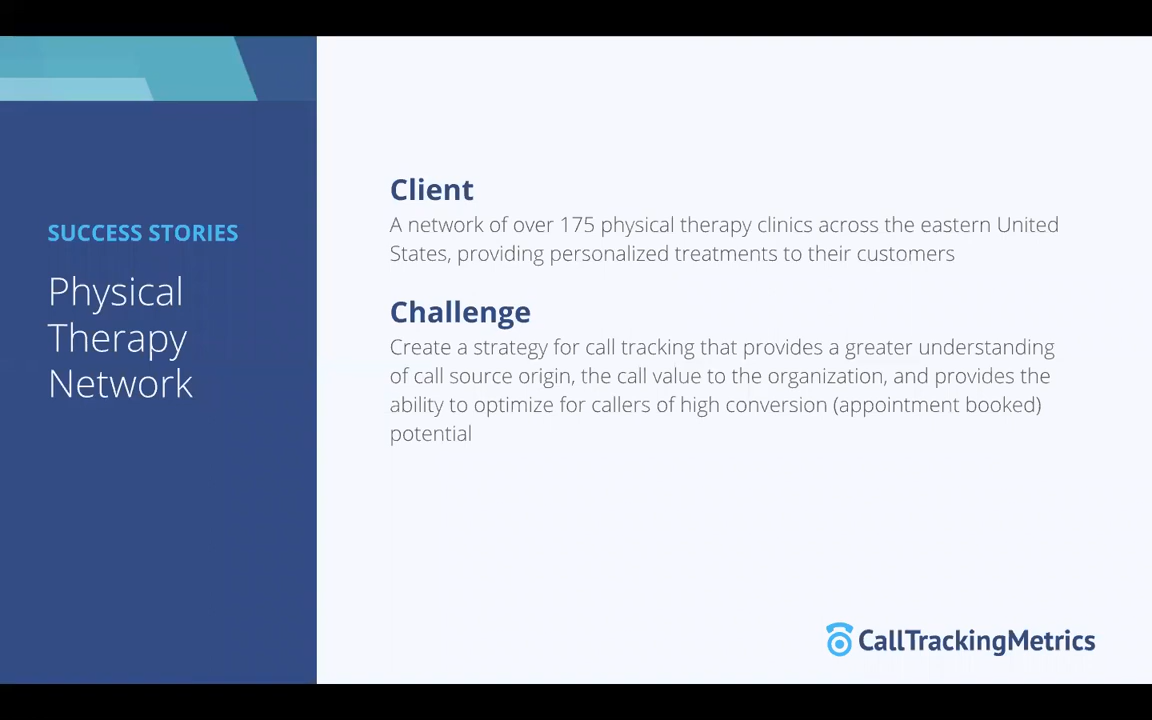 SUCCESS STORIES
Physical
Therapy
Network
Client
A network of over 175 physical therapy clinics across the eastern United
States, providing personalized treatments to their customers
Challenge
Create a strategy for call tracking that provides a greater understanding
of call source origin, the call value to the organization, and provides the
ability to optimize for callers of high conversion (appointment booked)
potential
CallTrackingMetrics